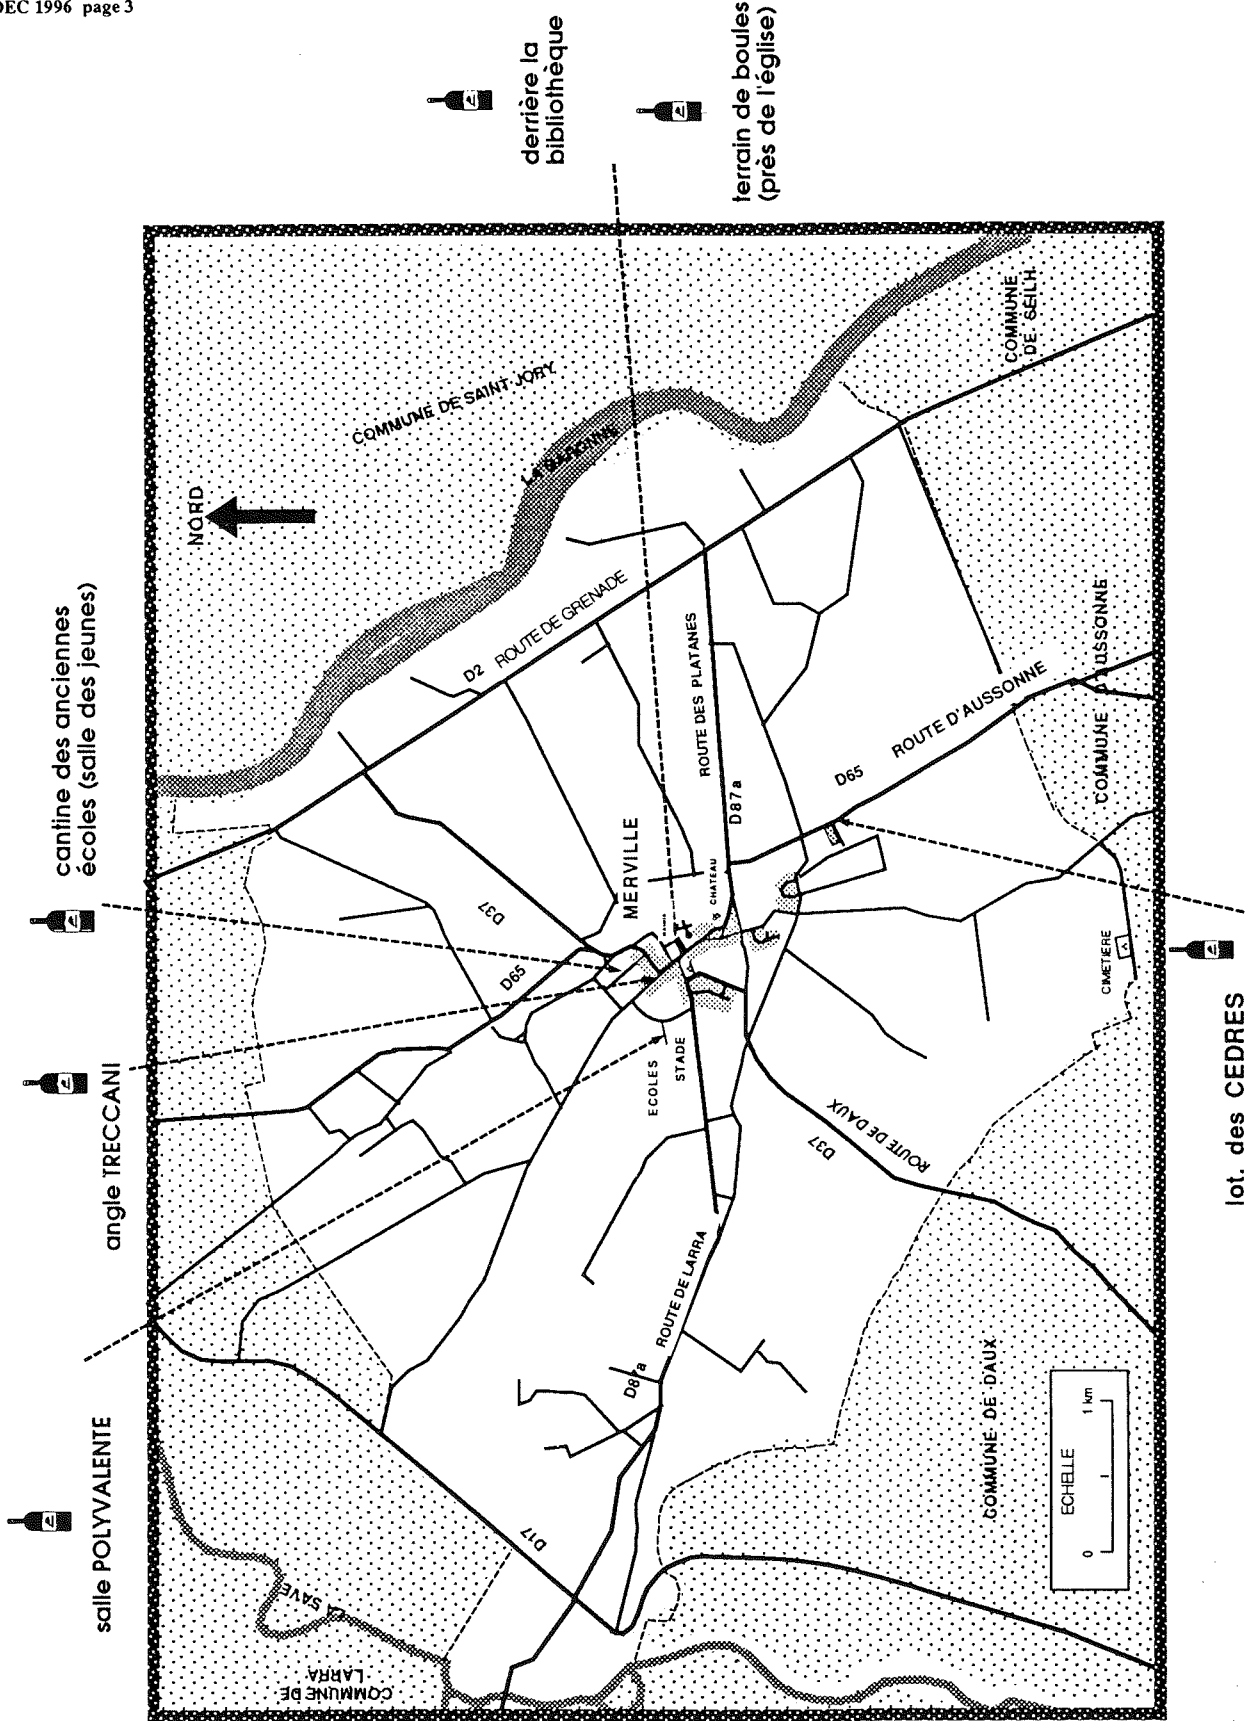 DEC 1996 page 3
salle POLYVALENTE
angle TRECCANI
cantine des anciennes
écoles (salle des jeunes)
derrière la
bibliothèque
terrain de boules
(près de l'église)
lot. des CEDRES
NORD
COMMUNE DE SAINT-JORY
LA GARONNE
D2 ROUTE DE GRENADE
COMMUNE
DE SEILH
ROUTE DES PLATANES
D87a
D65
ROUTE D'AUSSONNE
COMMUNE D'AUSSONNE
MERVILLE
CHATEAU
D37
D65
ECOLES
STADE
CIMETIERE
D37
ROUTE DE DAUX
ROUTE DE LARRA
D87a
D17
LA SAVE
COMMUNE DE
LARRA
COMMUNE DE DAUX
ECHELLE
0
1 km